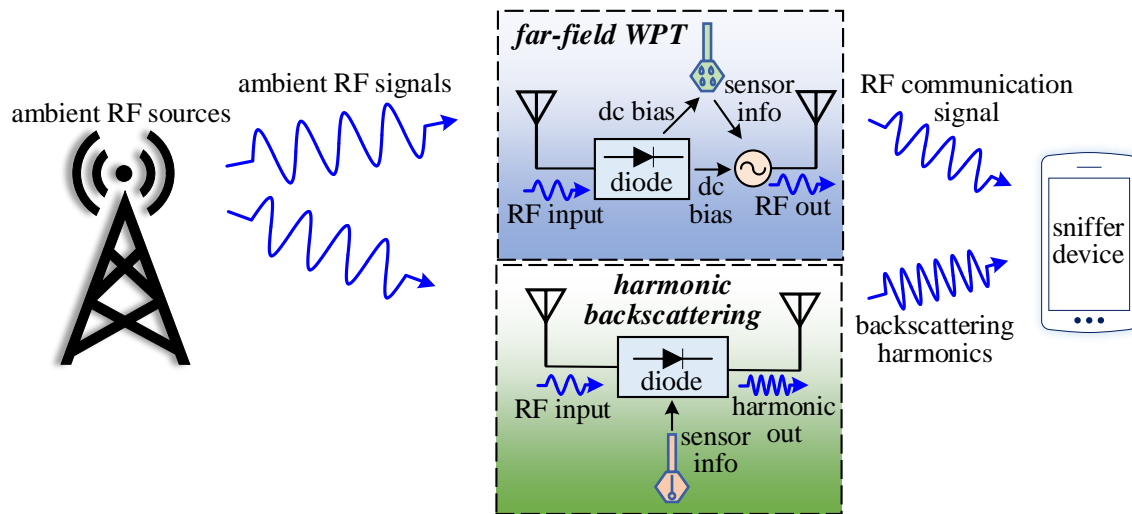 ambient RF sources
ambient RF signals
far-field WPT
dc bias
sensor
info
diode
dc
bias
RF input
RF out
RF communication
signal
harmonic
backscattering
diode
RF input
harmonic
out
sensor
info
backscattering
harmonics
sniffer
device